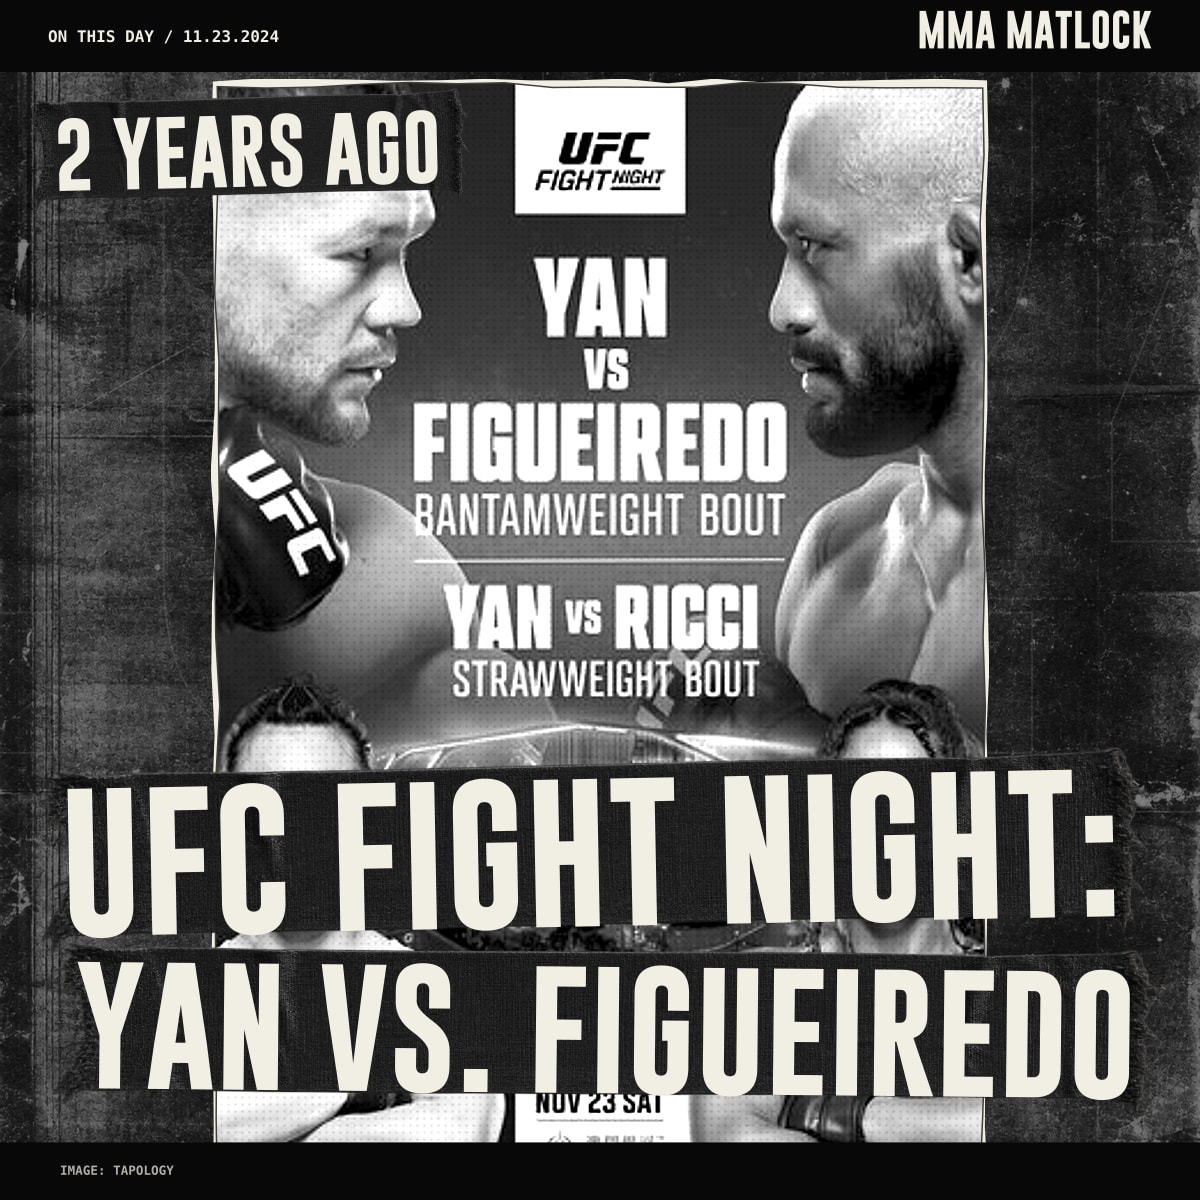 ON THIS DAY / 11.23.2024
MMA MATLOCK
2 YEARS AGO
UFC
FIGHT NIGHT
YAN
VS
FIGUEIREDO
BANTAMWEIGHT BOUT
UFC
YAN VS RICCI
STRAWWEIGHT BOUT
UFC FIGHT NIGHT:
YAN VS. FIGUEIREDO
NOV 23 SAT
IMAGE: TAPOLOGY